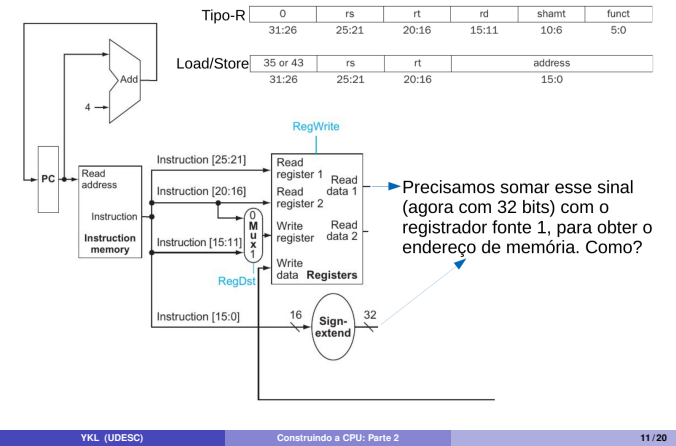 Tipo-R 0 rs rt rd shamt funct
31:26 25:21 20:16 15:11 10:6 5:0
Load/Store 35 or 43 rs rt address
31:26 25:21 20:16 15:0
Add
4
RegWrite
PC
Read
address
Instruction
Instruction
memory
Instruction [25:21]
Instruction [20:16]
Instruction [15:11]
Instruction [15:0]
0
M
u
x
1
RegDst
Read
register 1
Read
register 2
Write
register
Write
data
Read
data 1
Read
data 2
Registers
16
Sign-
extend
32
Precisamos somar esse sinal
(agora com 32 bits) com o
registrador fonte 1, para obter o
endereço de memória. Como?
YKL (UDESC) Construindo a CPU: Parte 2 11/20